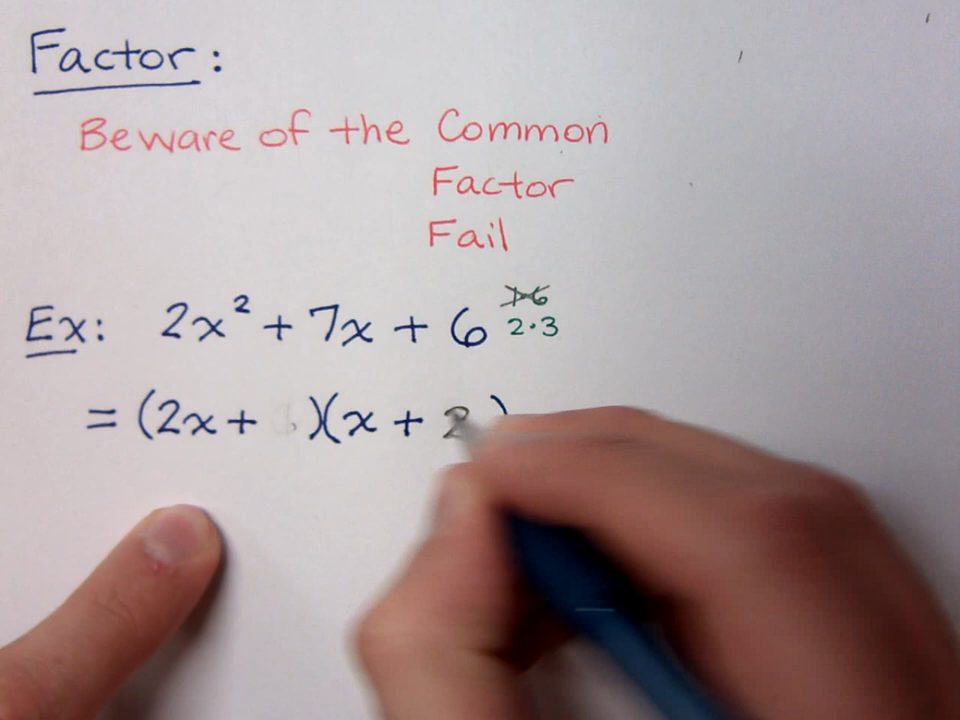 Factor:
Beware of the Common
Factor
Fail
1·6
Ex: 2x² + 7x + 6 2·3
= (2x + )(x + 2 )